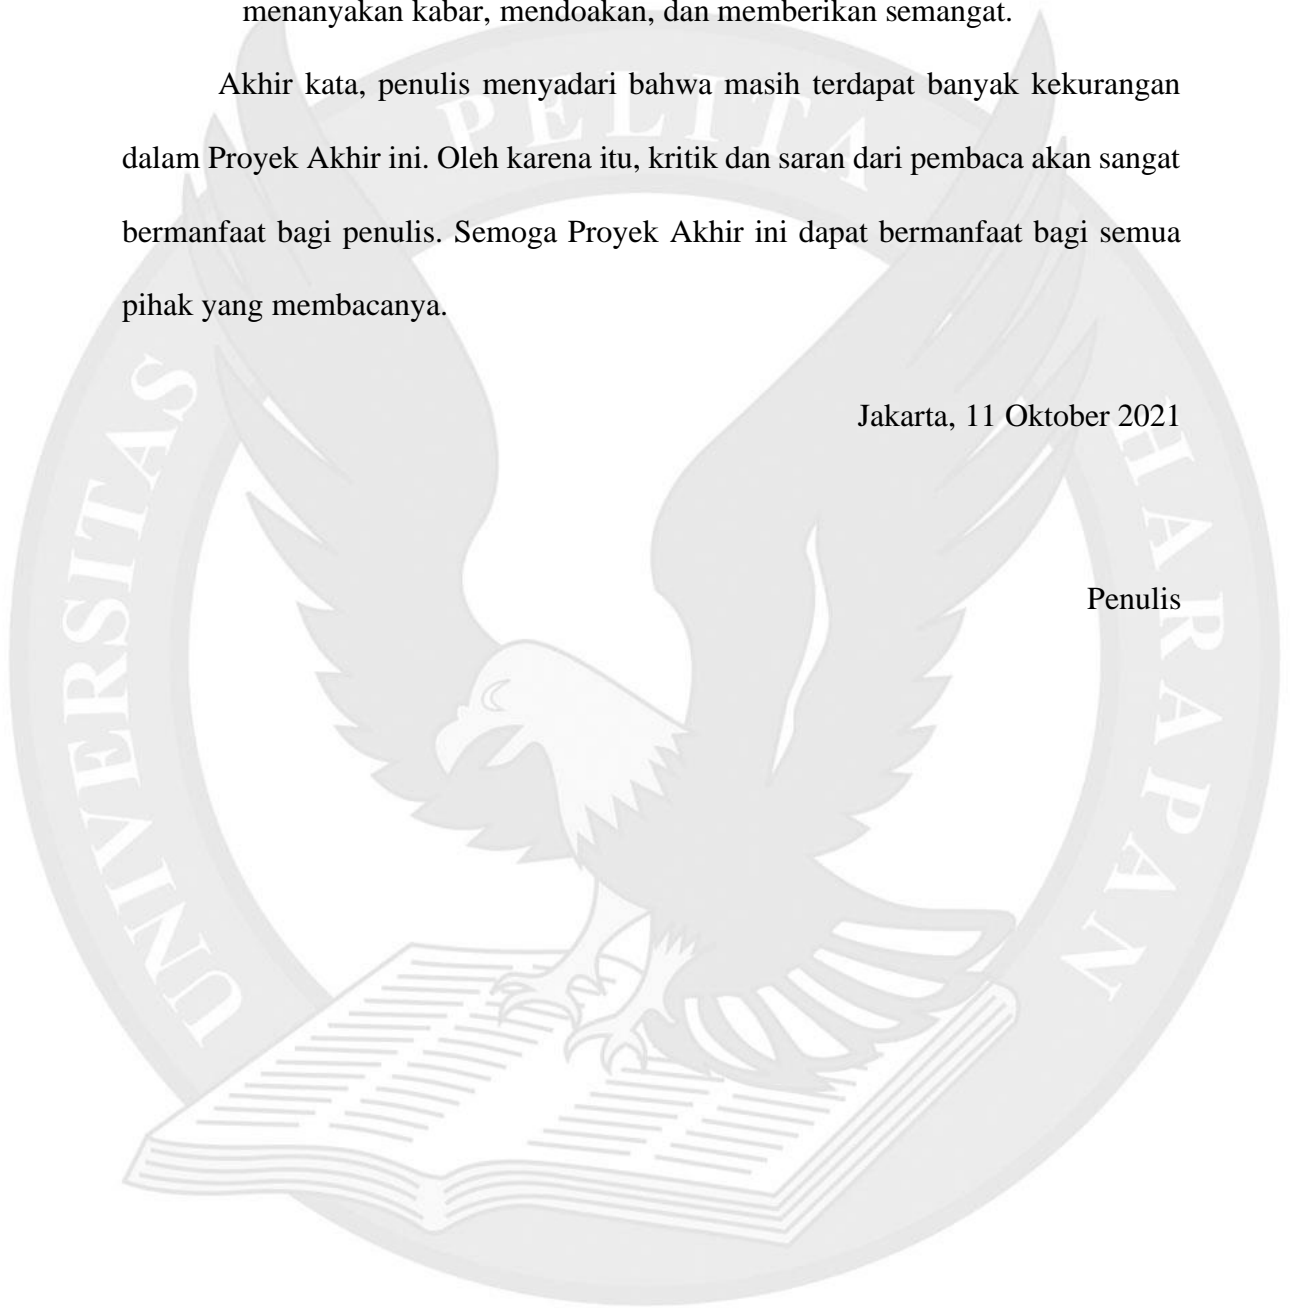 menanyakan kabar, mendoakan, dan memberikan semangat.
Akhir kata, penulis menyadari bahwa masih terdapat banyak kekurangan
dalam Proyek Akhir ini. Oleh karena itu, kritik dan saran dari pembaca akan sangat
bermanfaat bagi penulis. Semoga Proyek Akhir ini dapat bermanfaat bagi semua
pihak yang membacanya.
Jakarta, 11 Oktober 2021
Penulis
UNIVERSITAS PELITA HARAPAN